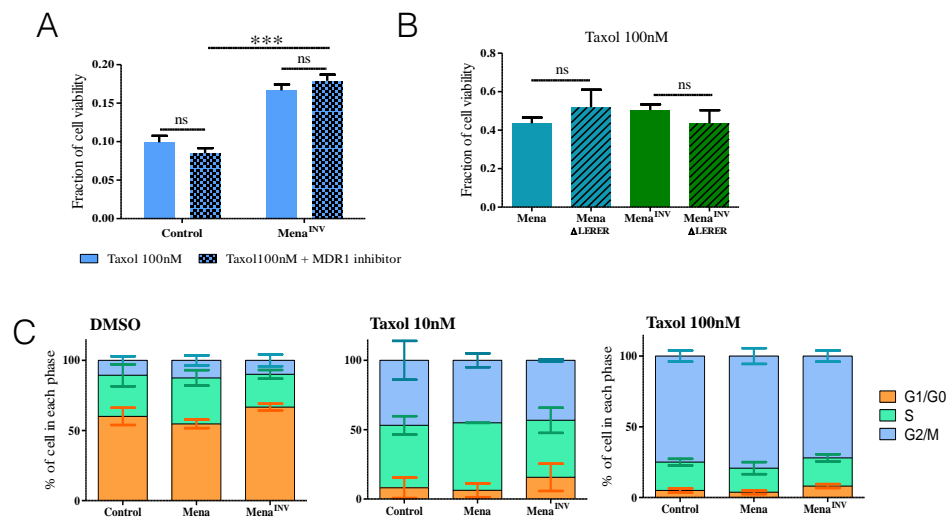 A
***
ns
ns
Fraction of cell viability
0.20
0.15
0.10
0.05
0.00
Control
Mena INV
Taxol 100nM
Taxol100nM + MDR1 inhibitor
B
Taxol 100nM
ns
ns
Fraction of cell viability
0.8
0.6
0.4
0.2
0.0
Mena
Mena
ΔLERER
Mena INV
Mena INV
ΔLERER
C
DMSO
% of cell in each phase
100
50
0
Control
Mena
Mena INV
Taxol 10nM
100
50
0
Control
Mena
Mena INV
Taxol 100nM
% of cell in each phase
100
50
0
Control
Mena
Mena INV
G1/G0
S
G2/M